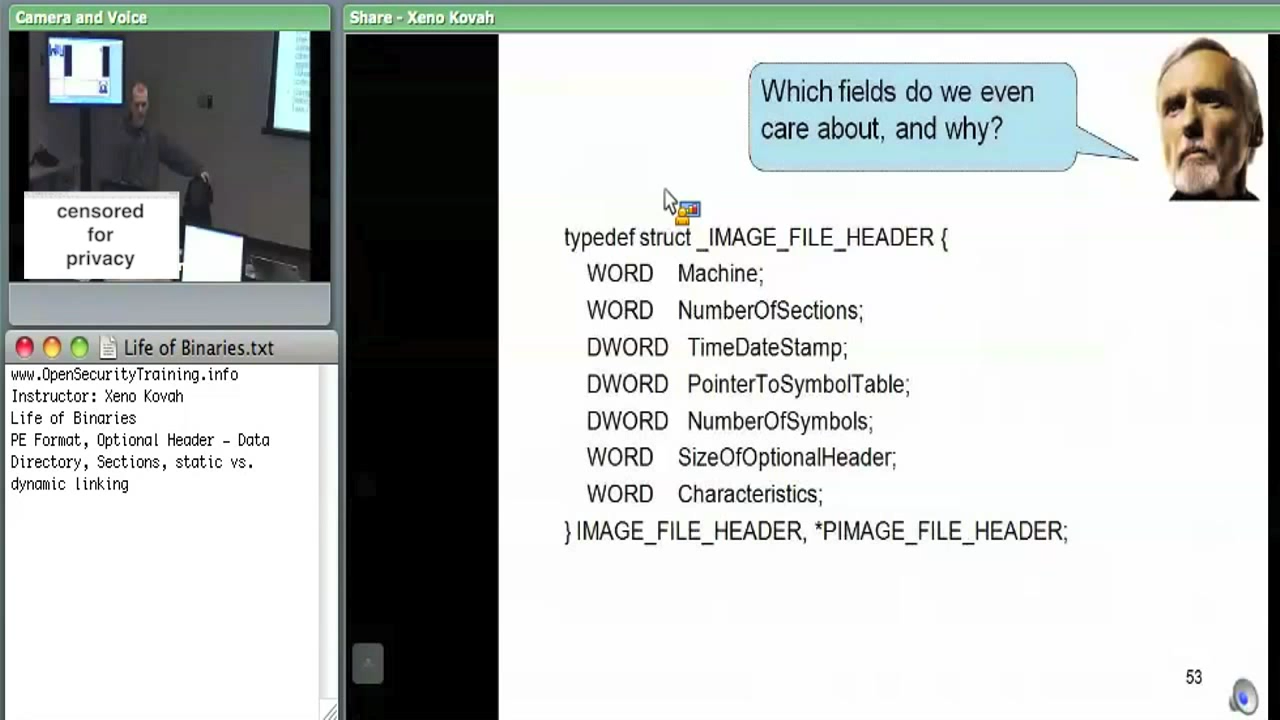 Camera and Voice
censored
for
privacy
Life of Binaries.txt
www.OpenSecurityTraining.info
Instructor: Xeno Kovah
Life of Binaries
PE Format, Optional Header - Data
Directory, Sections, static vs.
dynamic linking
Share - Xeno Kovah
Which fields do we even
care about, and why?
typedef struct _IMAGE_FILE_HEADER {
WORD Machine;
WORD NumberOfSections;
DWORD TimeDateStamp;
DWORD PointerToSymbolTable;
DWORD NumberOfSymbols;
WORD SizeOfOptionalHeader;
WORD Characteristics;
} IMAGE_FILE_HEADER, *PIMAGE_FILE_HEADER;
53